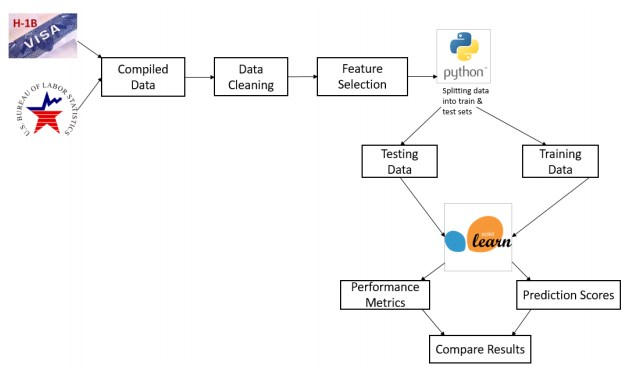 H-1B
VISA
U.S. BUREAU OF LABOR STATISTICS
Compiled
Data
Data
Cleaning
Feature
Selection
python
Splitting data
into train &
test sets
Testing
Data
Training
Data
learn
Performance
Metrics
Prediction Scores
Compare Results